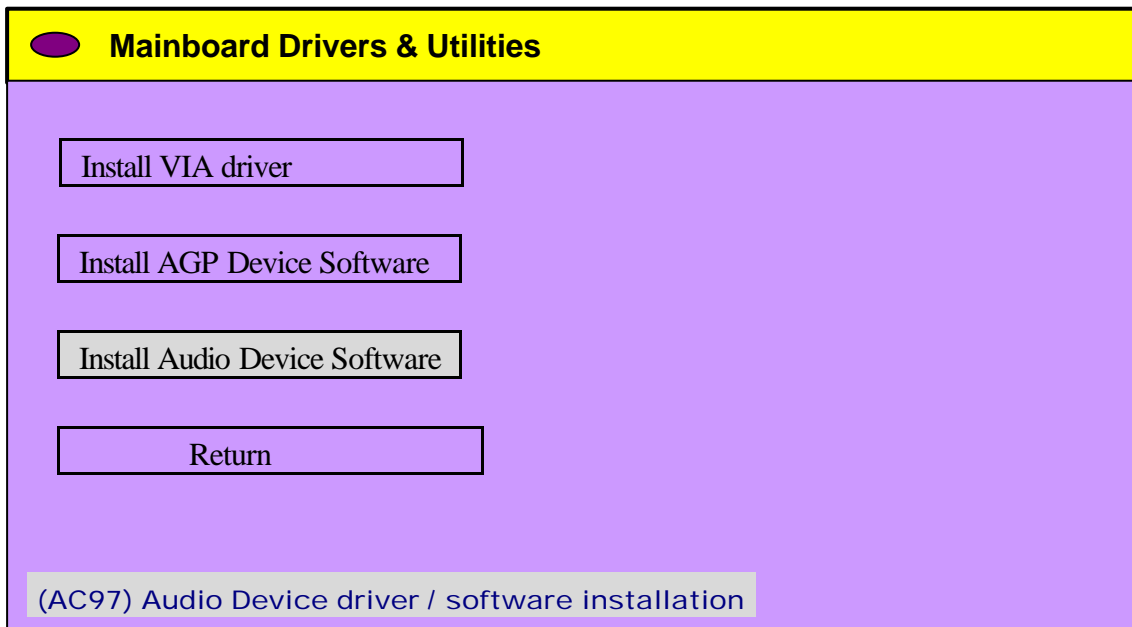 Mainboard Drivers & Utilities
Install VIA driver
Install AGP Device Software
Install Audio Device Software
Return
(AC97) Audio Device driver / software installation